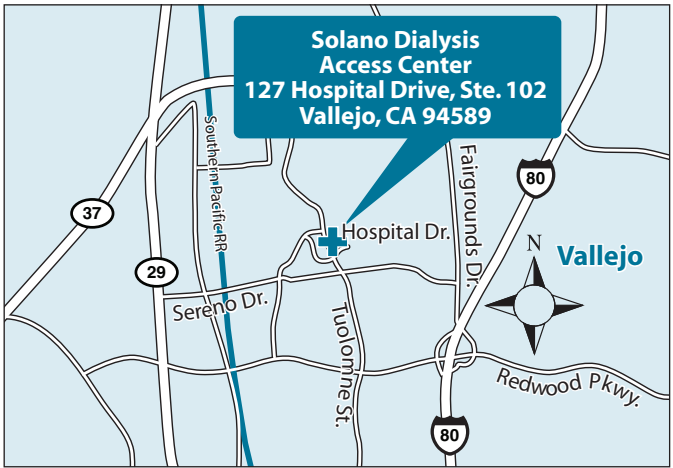 Solano Dialysis
Access Center
127 Hospital Drive, Ste. 102
Vallejo, CA 94589
Southern Pacific RR
Fairgrounds Dr.
80
37
Hospital Dr.
N
Vallejo
29
Sereno Dr.
Tuolomne St.
Redwood Pkwy.
80